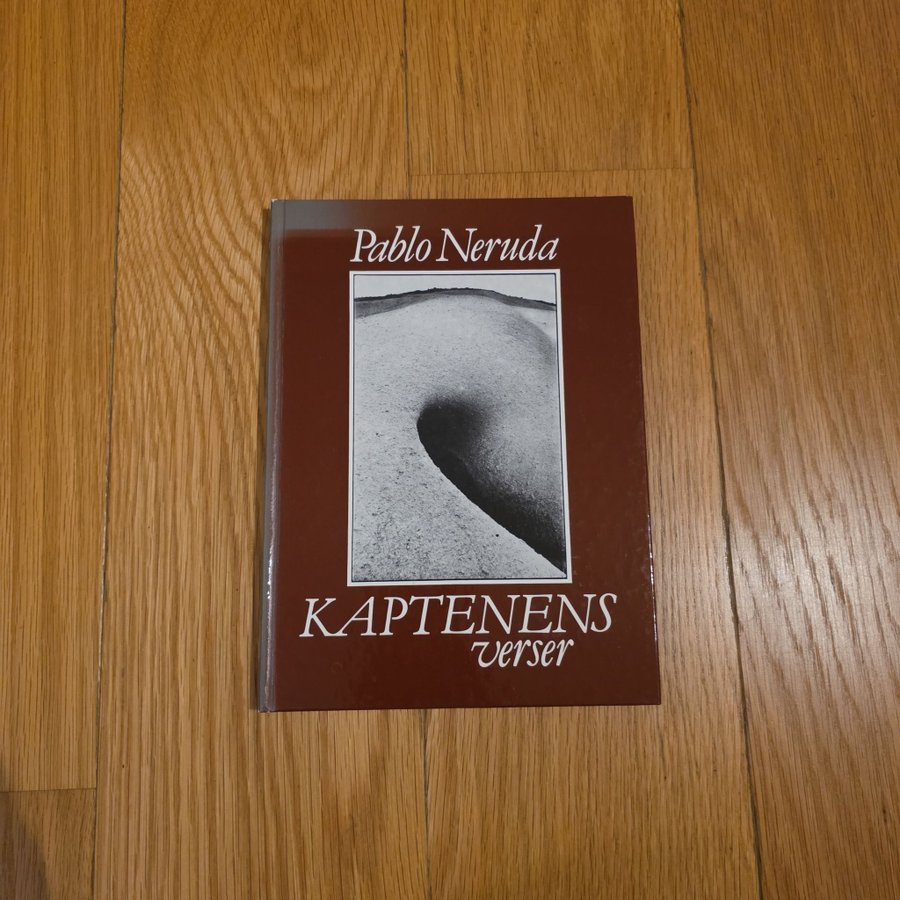 Pablo Neruda
KAPTENENS
verser